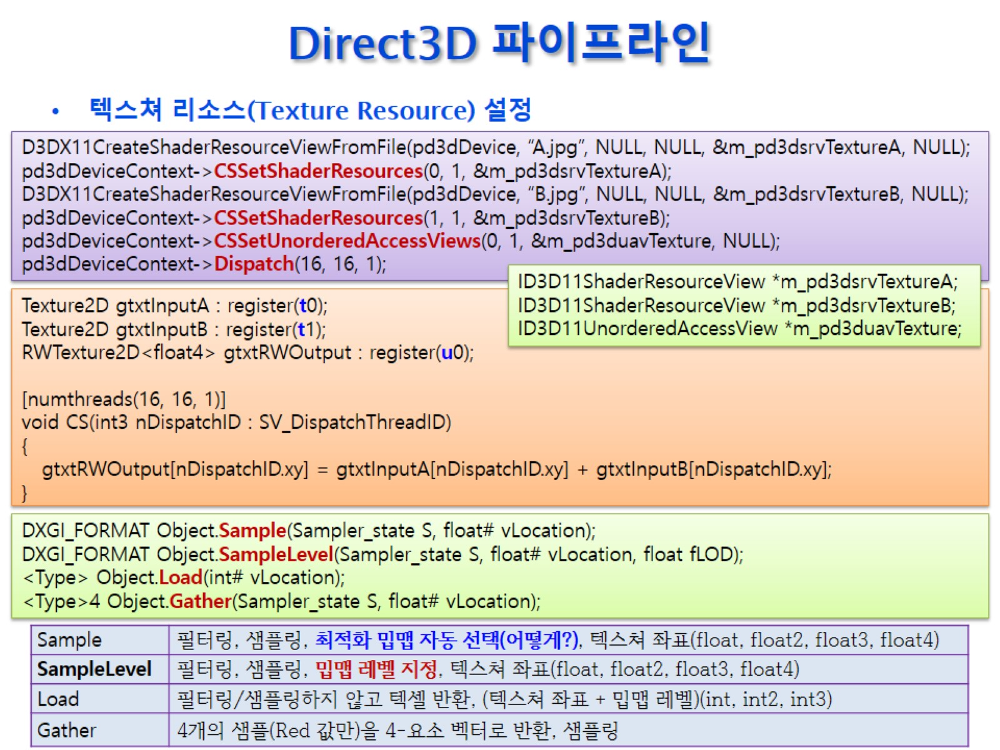 Direct3D 파이프라인
• 텍스쳐 리소스(Texture Resource) 설정
D3DX11CreateShaderResourceViewFromFile(pd3dDevice, “A.jpg”, NULL, NULL, &m_pd3dsrvTextureA, NULL);
pd3dDeviceContext->CSSetShaderResources(0, 1, &m_pd3dsrvTextureA);
D3DX11CreateShaderResourceViewFromFile(pd3dDevice, “B.jpg”, NULL, NULL, &m_pd3dsrvTextureB, NULL);
pd3dDeviceContext->CSSetShaderResources(1, 1, &m_pd3dsrvTextureB);
pd3dDeviceContext->CSSetUnorderedAccessViews(0, 1, &m_pd3duavTexture, NULL);
pd3dDeviceContext->Dispatch(16, 16, 1);
ID3D11ShaderResourceView *m_pd3dsrvTextureA;
ID3D11ShaderResourceView *m_pd3dsrvTextureB;
ID3D11UnorderedAccessView *m_pd3duavTexture;
Texture2D gtxtInputA : register(t0);
Texture2D gtxtInputB : register(t1);
RWTexture2D<float4> gtxtRWOutput : register(u0);
[numthreads(16, 16, 1)]
void CS(int3 nDispatchID : SV_DispatchThreadID)
{
gtxtRWOutput[nDispatchID.xy] = gtxtInputA[nDispatchID.xy] + gtxtInputB[nDispatchID.xy];
}
DXGI_FORMAT Object.Sample(Sampler_state S, float# vLocation);
DXGI_FORMAT Object.SampleLevel(Sampler_state S, float# vLocation, float fLOD);
<Type> Object.Load(int# vLocation);
<Type>4 Object.Gather(Sampler_state S, float# vLocation);
Sample 필터링, 샘플링, 최적화 밉맵 자동 선택(어떻게?), 텍스쳐 좌표(float, float2, float3, float4)
SampleLevel 필터링, 샘플링, 밉맵 레벨 지정, 텍스쳐 좌표(float, float2, float3, float4)
Load 필터링/샘플링하지 않고 텍셀 반환, (텍스쳐 좌표 + 밉맵 레벨)(int, int2, int3)
Gather 4개의 샘플(Red 값만)을 4-요소 벡터로 반환, 샘플링